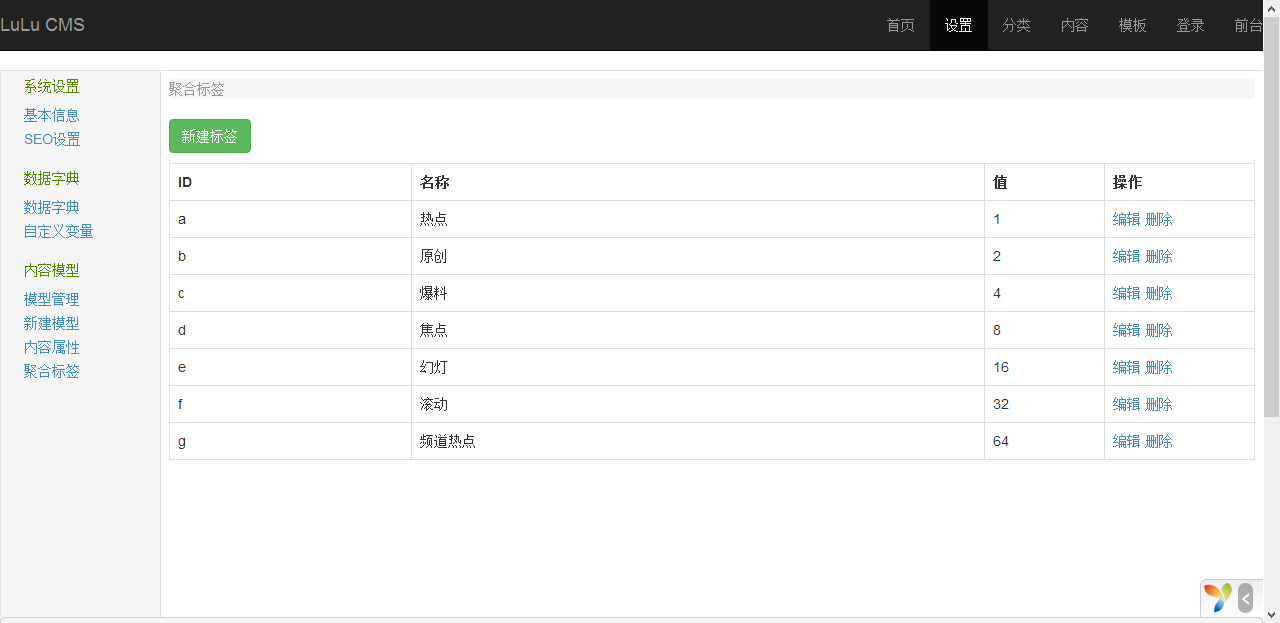 LuLu CMS 首页 设置 分类 内容 模板 登录 前台
系统设置
基本信息
SEO设置
数据字典
数据字典
自定义变量
内容模型
模型管理
新建模型
内容属性
聚合标签
聚合标签
新建标签
ID 名称 值 操作
a 热点 1 编辑 删除
b 原创 2 编辑 删除
c 爆料 4 编辑 删除
d 焦点 8 编辑 删除
e 幻灯 16 编辑 删除
f 滚动 32 编辑 删除
g 频道热点 64 编辑 删除